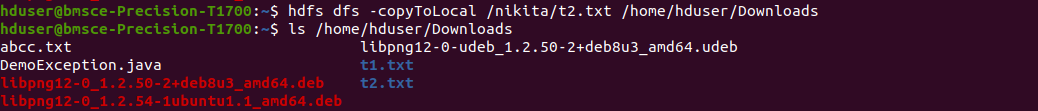 hduser@bmsce-Precision-T1700:~$ hdfs dfs -copyToLocal /nikita/t2.txt /home/hduser/Downloads
hduser@bmsce-Precision-T1700:~$ ls /home/hduser/Downloads
abcc.txt libpng12-0-udeb_1.2.50-2+deb8u3_amd64.udeb
DemoException.java t1.txt
libpng12-0_1.2.50-2+deb8u3_amd64.deb t2.txt
libpng12-0_1.2.54-1ubuntu1.1_amd64.deb